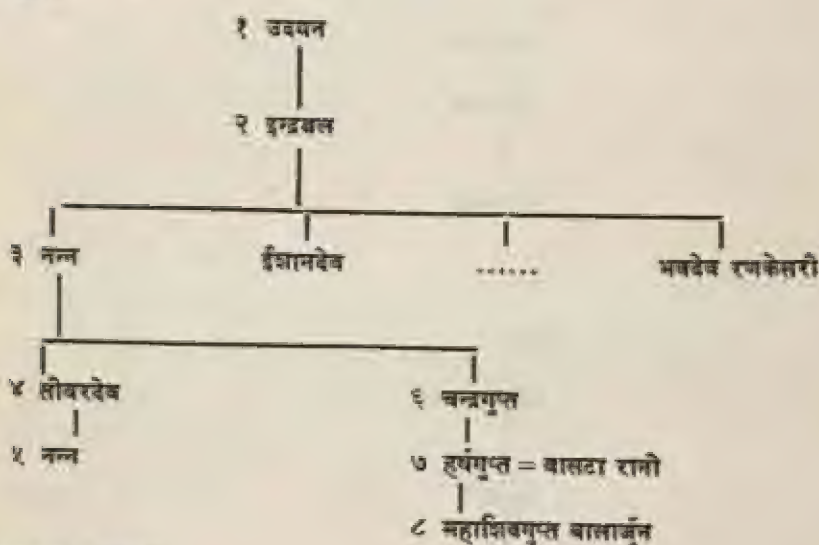 १ उदयन
२ इन्द्रबल
३ नन्न ईशानदेव ...... भवदेव रणकेसरी
४ तीवरदेव ६ चन्द्रगुप्त
५ नन्न ७ हर्षगुप्त = वासटा रानी
८ महाशिवगुप्त बालार्जुन